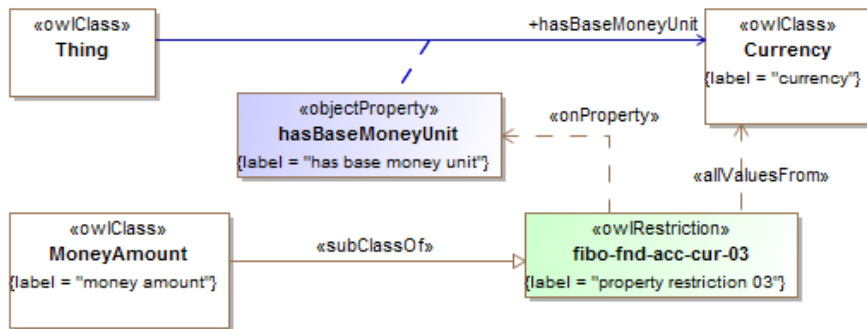 «owlClass»
Thing
+hasBaseMoneyUnit
«owlClass»
Currency
{label = "currency"}
«objectProperty»
hasBaseMoneyUnit
{label = "has base money unit"}
«onProperty»
«allValuesFrom»
«owlClass»
MoneyAmount
{label = "money amount"}
«subClassOf»
«owlRestriction»
fibo-fnd-acc-cur-03
{label = "property restriction 03"}